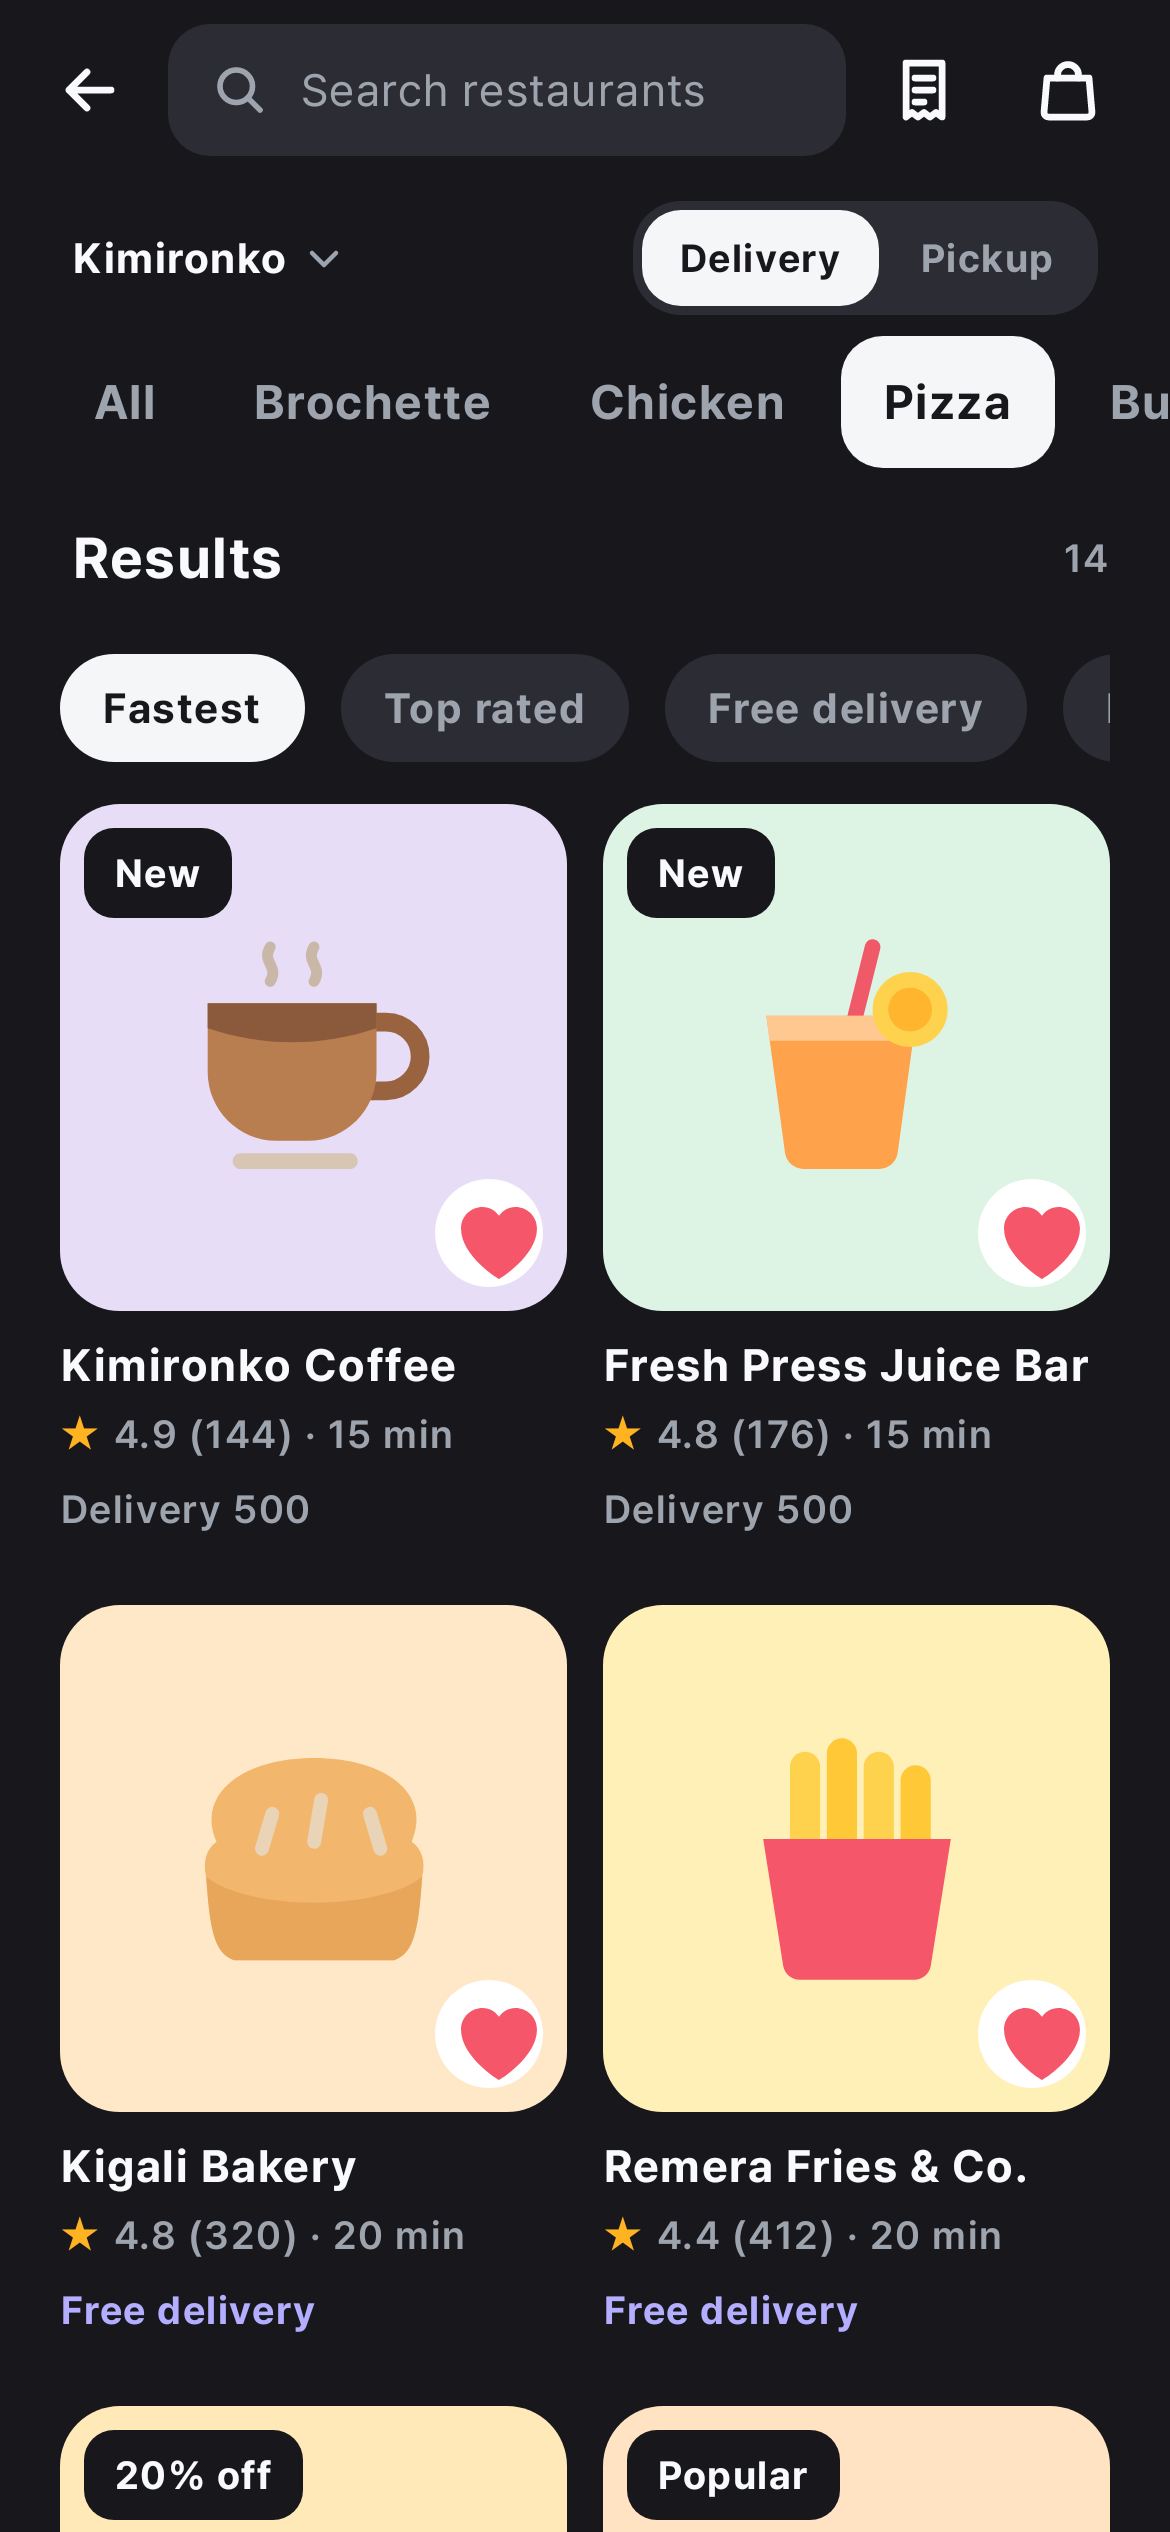 Search restaurants
Kimironko
Delivery
Pickup
All
Brochette
Chicken
Pizza
Bu
Results
14
Fastest
Top rated
Free delivery
New
New
Kimironko Coffee
★ 4.9 (144) · 15 min
Delivery 500
Fresh Press Juice Bar
★ 4.8 (176) · 15 min
Delivery 500
Kigali Bakery
★ 4.8 (320) · 20 min
Free delivery
Remera Fries & Co.
★ 4.4 (412) · 20 min
Free delivery
20% off
Popular